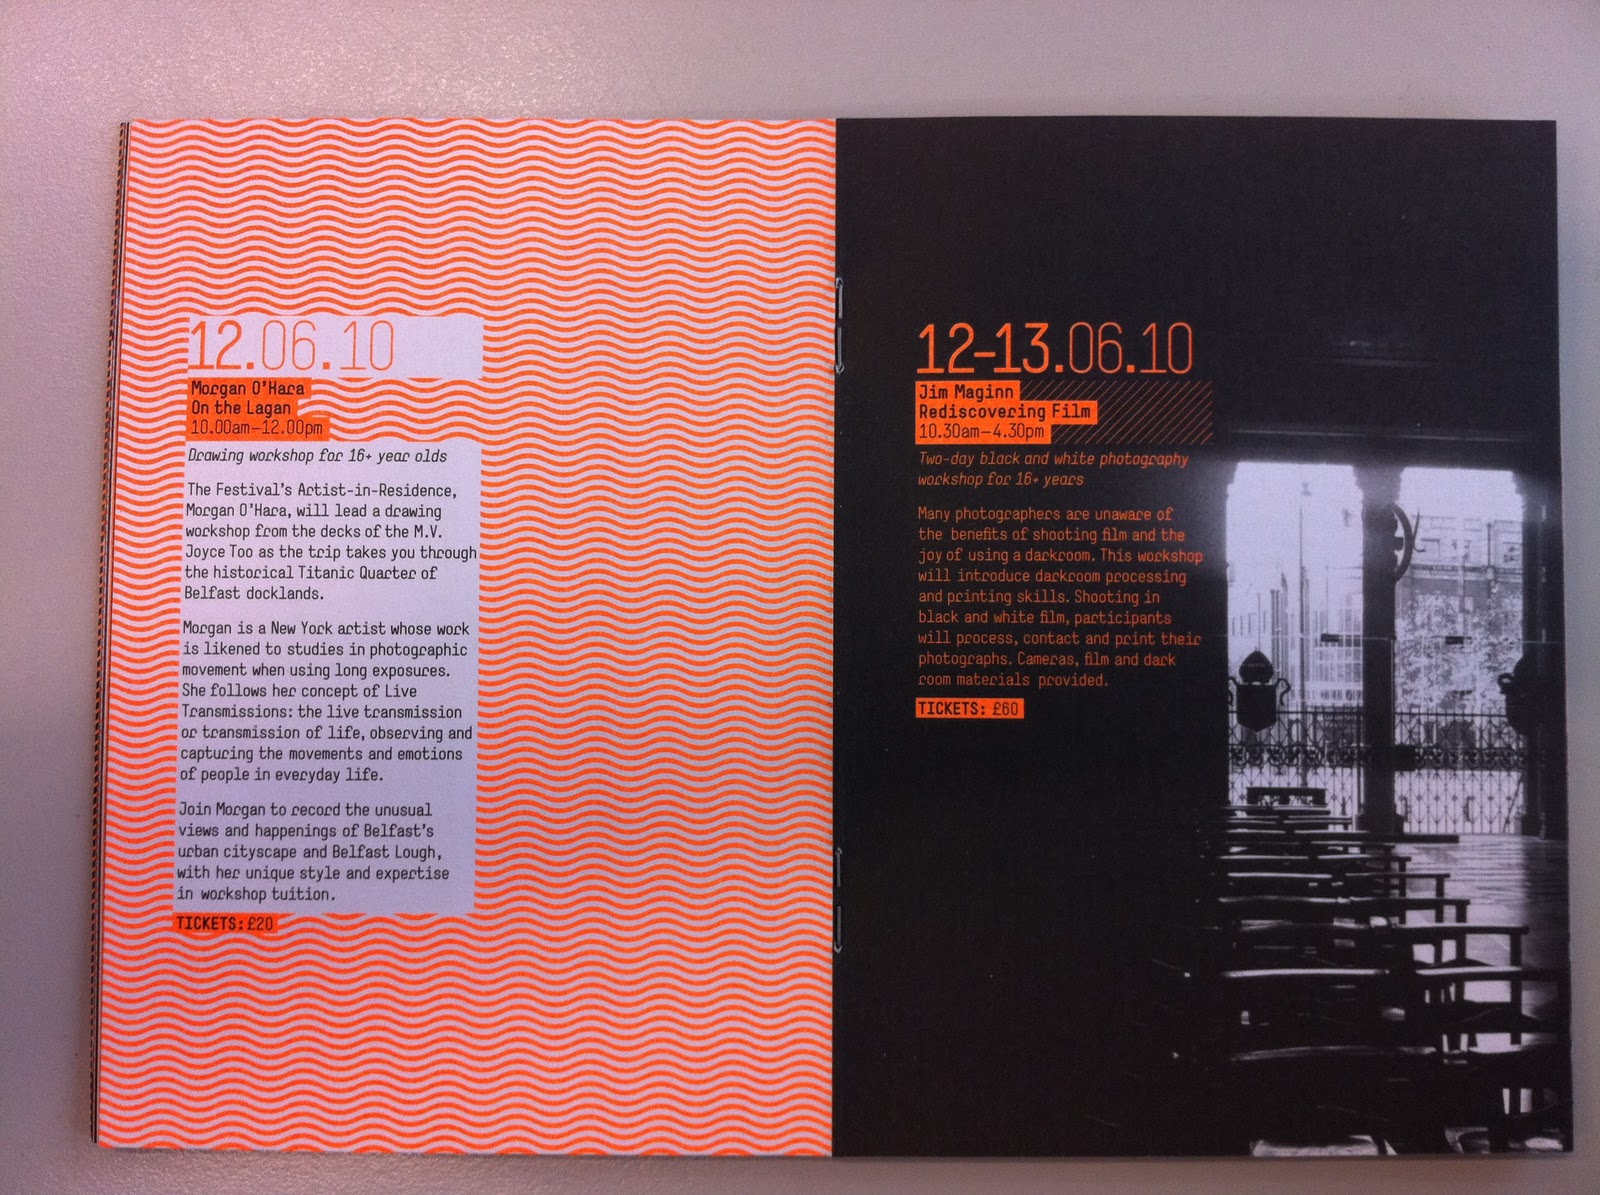 12.06.10
Morgan O'Hara
On the Lagan
10.00am—12.00pm
Drawing workshop for 16+ year olds
The Festival's Artist-in-Residence,
Morgan O'Hara, will lead a drawing
workshop from the decks of the M.V.
Joyce Too as the trip takes you through
the historical Titanic Quarter of
Belfast docklands.
Morgan is a New York artist whose work
is likened to studies in photographic
movement when using long exposures.
She follows her concept of Live
Transmissions: the live transmission
or transmission of life, observing and
capturing the movements and emotions
of people in everyday life.
Join Morgan to record the unusual
views and happenings of Belfast's
urban cityscape and Belfast Lough,
with her unique style and expertise
in workshop tuition.
TICKETS: £20
12–13.06.10
Jim Maginn
Rediscovering Film
10.30am—4.30pm
Two-day black and white photography
workshop for 16+ years
Many photographers are unaware of
the benefits of shooting film and the
joy of using a darkroom. This workshop
will introduce darkroom processing
and printing skills. Shooting in
black and white film, participants
will process, contact and print their
photographs. Cameras, film and dark
room materials provided.
TICKETS: £60